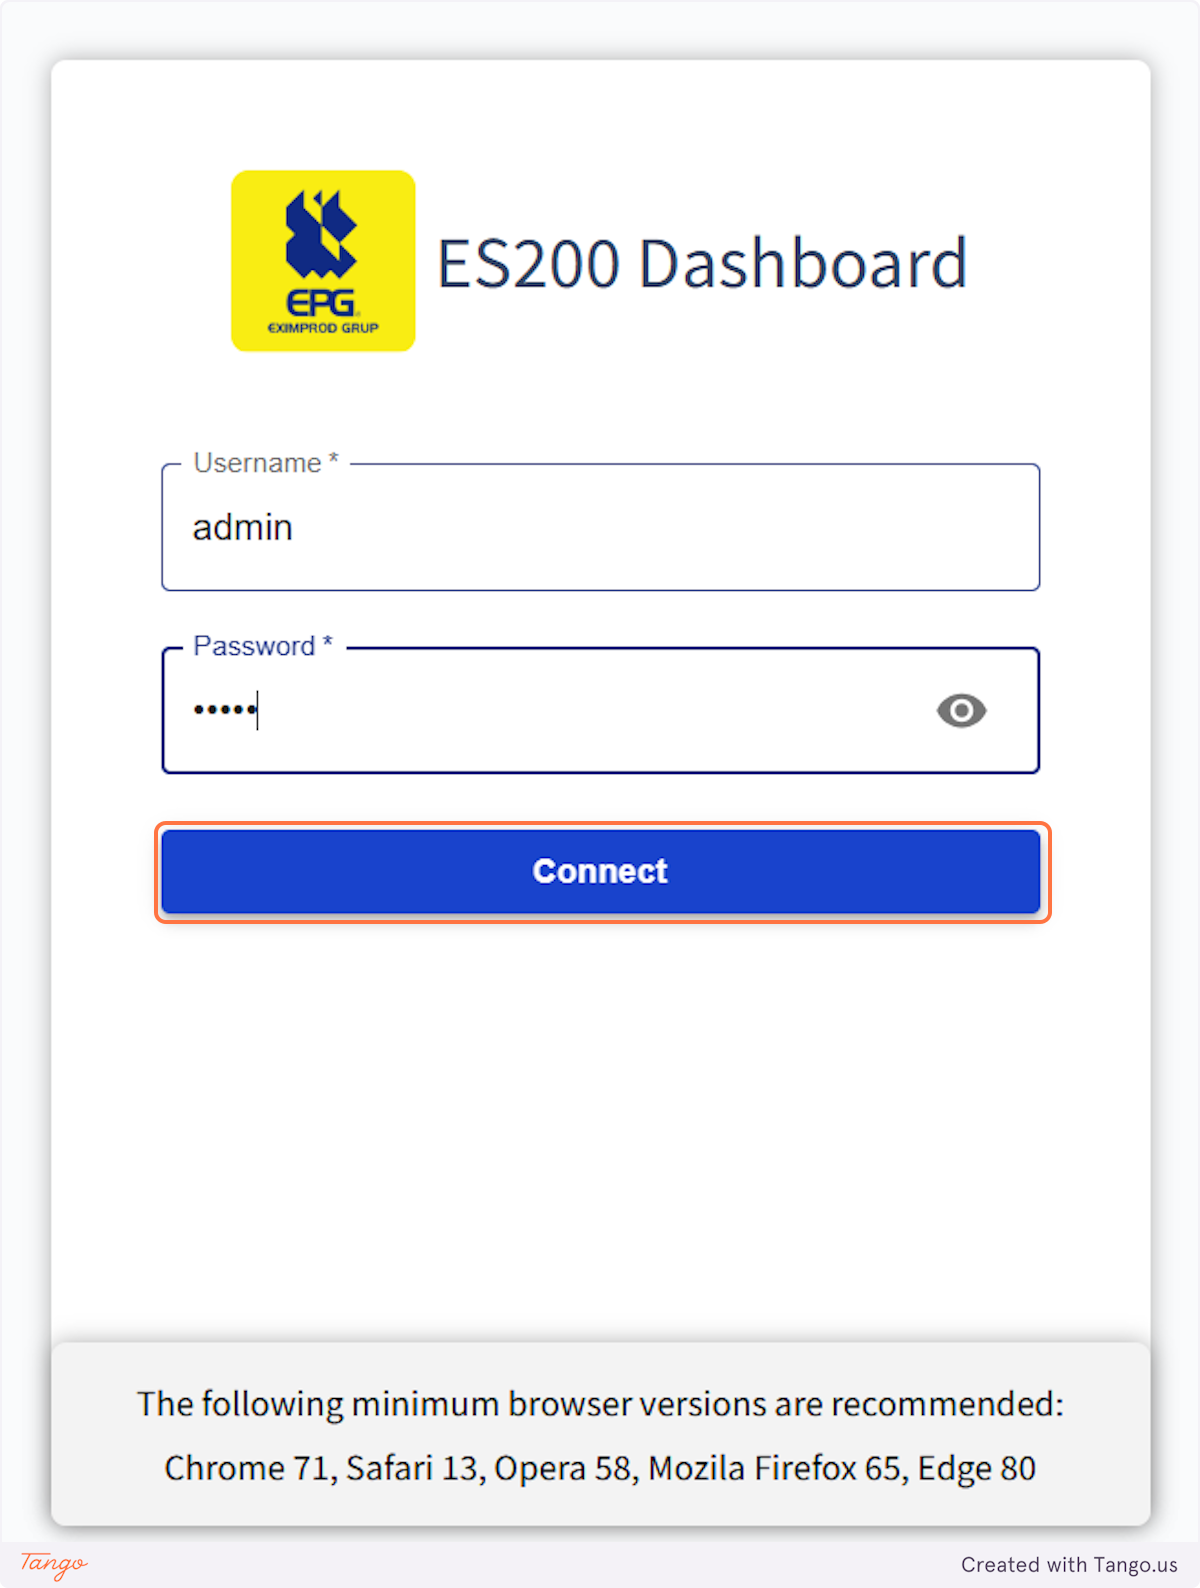 EPG
EXIMPROD GRUP
ES200 Dashboard
Username *
admin
Password *
•••••
Connect
The following minimum browser versions are recommended:
Chrome 71, Safari 13, Opera 58, Mozila Firefox 65, Edge 80
Tango
Created with Tango.us